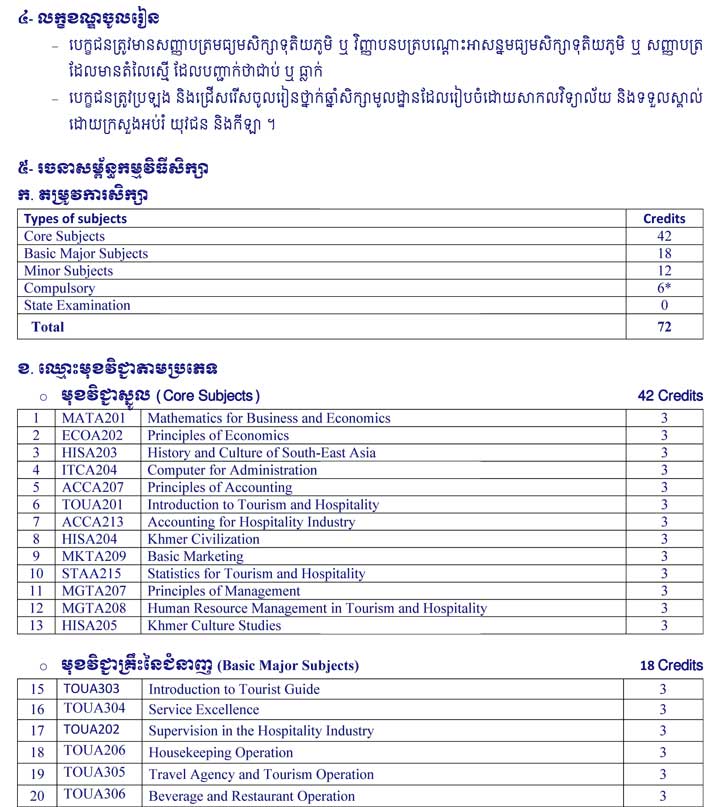 ៤- លក្ខខណ្ឌចូលរៀន
– បេក្ខជនត្រូវមានសញ្ញាបត្រមធ្យមសិក្សាទុតិយភូមិ ឬ វិញ្ញាបនបត្របណ្តោះអាសន្នមធ្យមសិក្សាទុតិយភូមិ ឬ សញ្ញាបត្រ
ដែលមានតំលៃស្មើ ដែលបញ្ជាក់ថាជាប់ ឬ ធ្លាក់
– បេក្ខជនត្រូវប្រឡង និងជ្រើសរើសចូលរៀនថ្នាក់ឆ្នាំសិក្សាមូលដ្ឋានដែលរៀបចំដោយសាកលវិទ្យាល័យ និងទទួលស្គាល់
ដោយក្រសួងអប់រំ យុវជន និងកីឡា ។
៥- រចនាសម្ព័ន្ធកម្មវិធីសិក្សា
ក. តម្រូវការសិក្សា
Types of subjects Credits
Core Subjects 42
Basic Major Subjects 18
Minor Subjects 12
Compulsory 6*
State Examination 0
Total 72
ខ. ឈ្មោះមុខវិជ្ជាតាមប្រភេទ
○ មុខវិជ្ជាស្នូល (Core Subjects) 42 Credits
1 MATA201 Mathematics for Business and Economics 3
2 ECOA202 Principles of Economics 3
3 HISA203 History and Culture of South-East Asia 3
4 ITCA204 Computer for Administration 3
5 ACCA207 Principles of Accounting 3
6 TOUA201 Introduction to Tourism and Hospitality 3
7 ACCA213 Accounting for Hospitality Industry 3
8 HISA204 Khmer Civilization 3
9 MKTA209 Basic Marketing 3
10 STAA215 Statistics for Tourism and Hospitality 3
11 MGTA207 Principles of Management 3
12 MGTA208 Human Resource Management in Tourism and Hospitality 3
13 HISA205 Khmer Culture Studies 3
○ មុខវិជ្ជាគ្រឹះនៃជំនាញ (Basic Major Subjects) 18 Credits
15 TOUA303 Introduction to Tourist Guide 3
16 TOUA304 Service Excellence 3
17 TOUA202 Supervision in the Hospitality Industry 3
18 TOUA206 Housekeeping Operation 3
19 TOUA305 Travel Agency and Tourism Operation 3
20 TOUA306 Beverage and Restaurant Operation 3